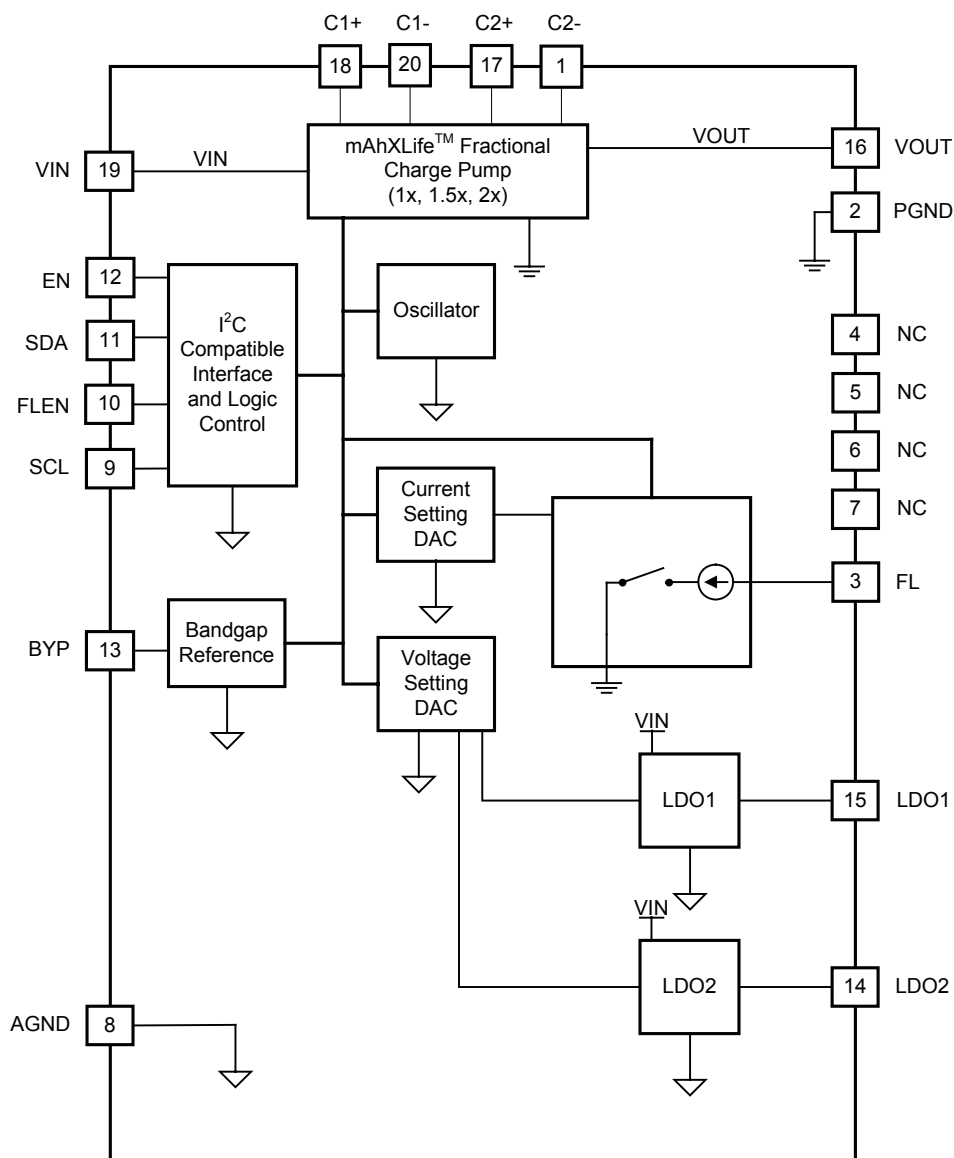 C1+ C1- C2+ C2-
18 20 17 1
mAhXLife™ Fractional
Charge Pump
(1x, 1.5x, 2x)
VIN 19 VIN
VOUT 16 VOUT
2 PGND
EN 12
SDA 11
FLEN 10
SCL 9
I²C
Compatible
Interface
and Logic
Control
Oscillator
4 NC
5 NC
6 NC
7 NC
Current
Setting
DAC
3 FL
BYP 13
Bandgap
Reference
Voltage
Setting
DAC
VIN
LDO1
15 LDO1
VIN
LDO2
14 LDO2
AGND 8